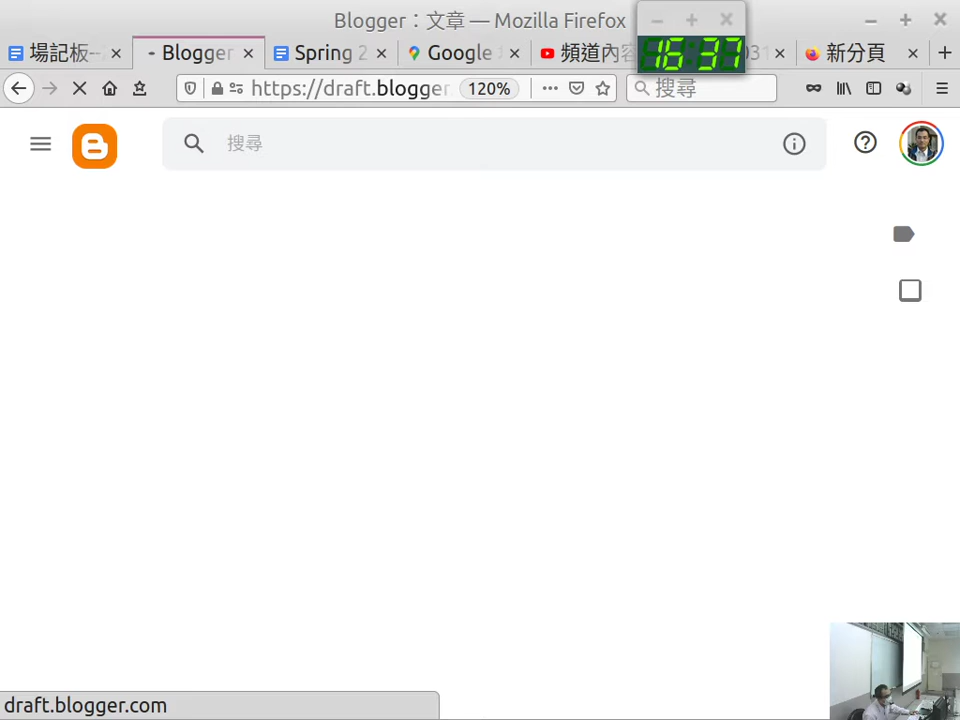 Blogger：文章 — Mozilla Firefox
場記板
Blogger
Spring 2
Google
頻道內容
新分頁
16:37
https://draft.blogger.
120%
搜尋
搜尋
draft.blogger.com